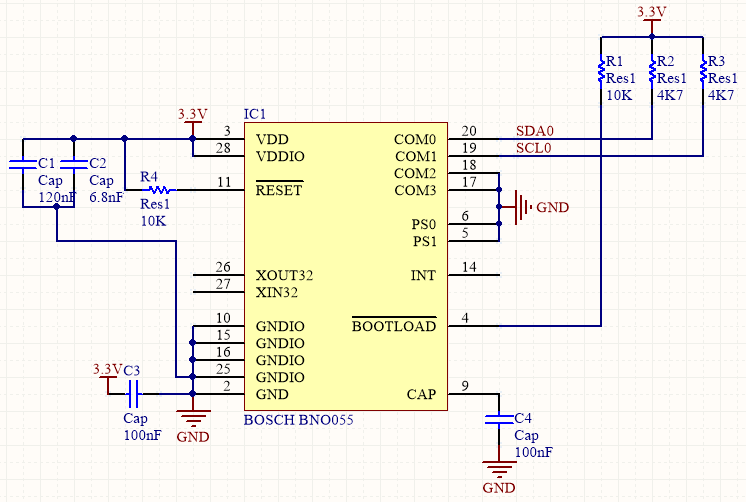 3.3V
R1
Res1
10K
R2
Res1
4K7
R3
Res1
4K7
3.3V
IC1
3
VDD
COM0
20
SDA0
28
VDDIO
COM1
19
SCL0
COM2
18
11
RESET
COM3
17
C1
Cap
120nF
C2
Cap
6.8nF
R4
Res1
10K
GND
PS0
6
PS1
5
26
XOUT32
INT
14
27
XIN32
10
GNDIO
BOOTLOAD
4
15
GNDIO
16
GNDIO
25
GNDIO
2
GND
CAP
9
3.3V
C3
Cap
100nF
GND
BOSCH BNO055
C4
Cap
100nF
GND